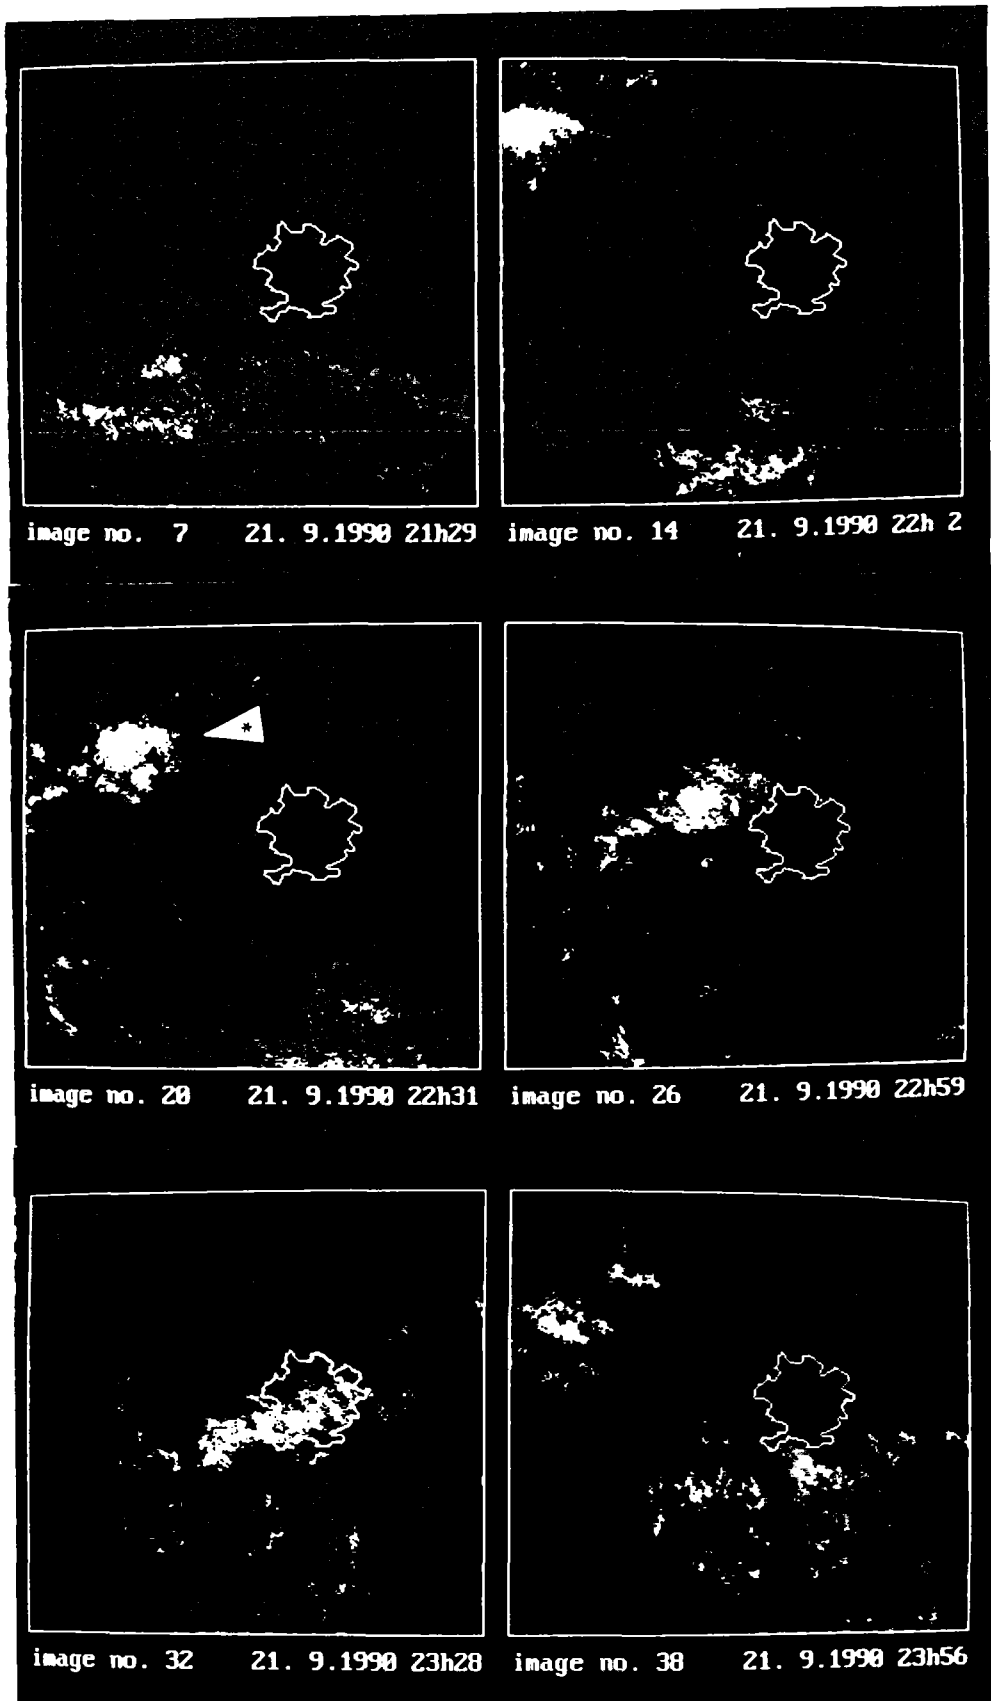 image no. 7 21. 9.1990 21h29
image no. 14 21. 9.1990 22h 2
*
image no. 20 21. 9.1990 22h31
image no. 26 21. 9.1990 22h59
image no. 32 21. 9.1990 23h28
image no. 38 21. 9.1990 23h56